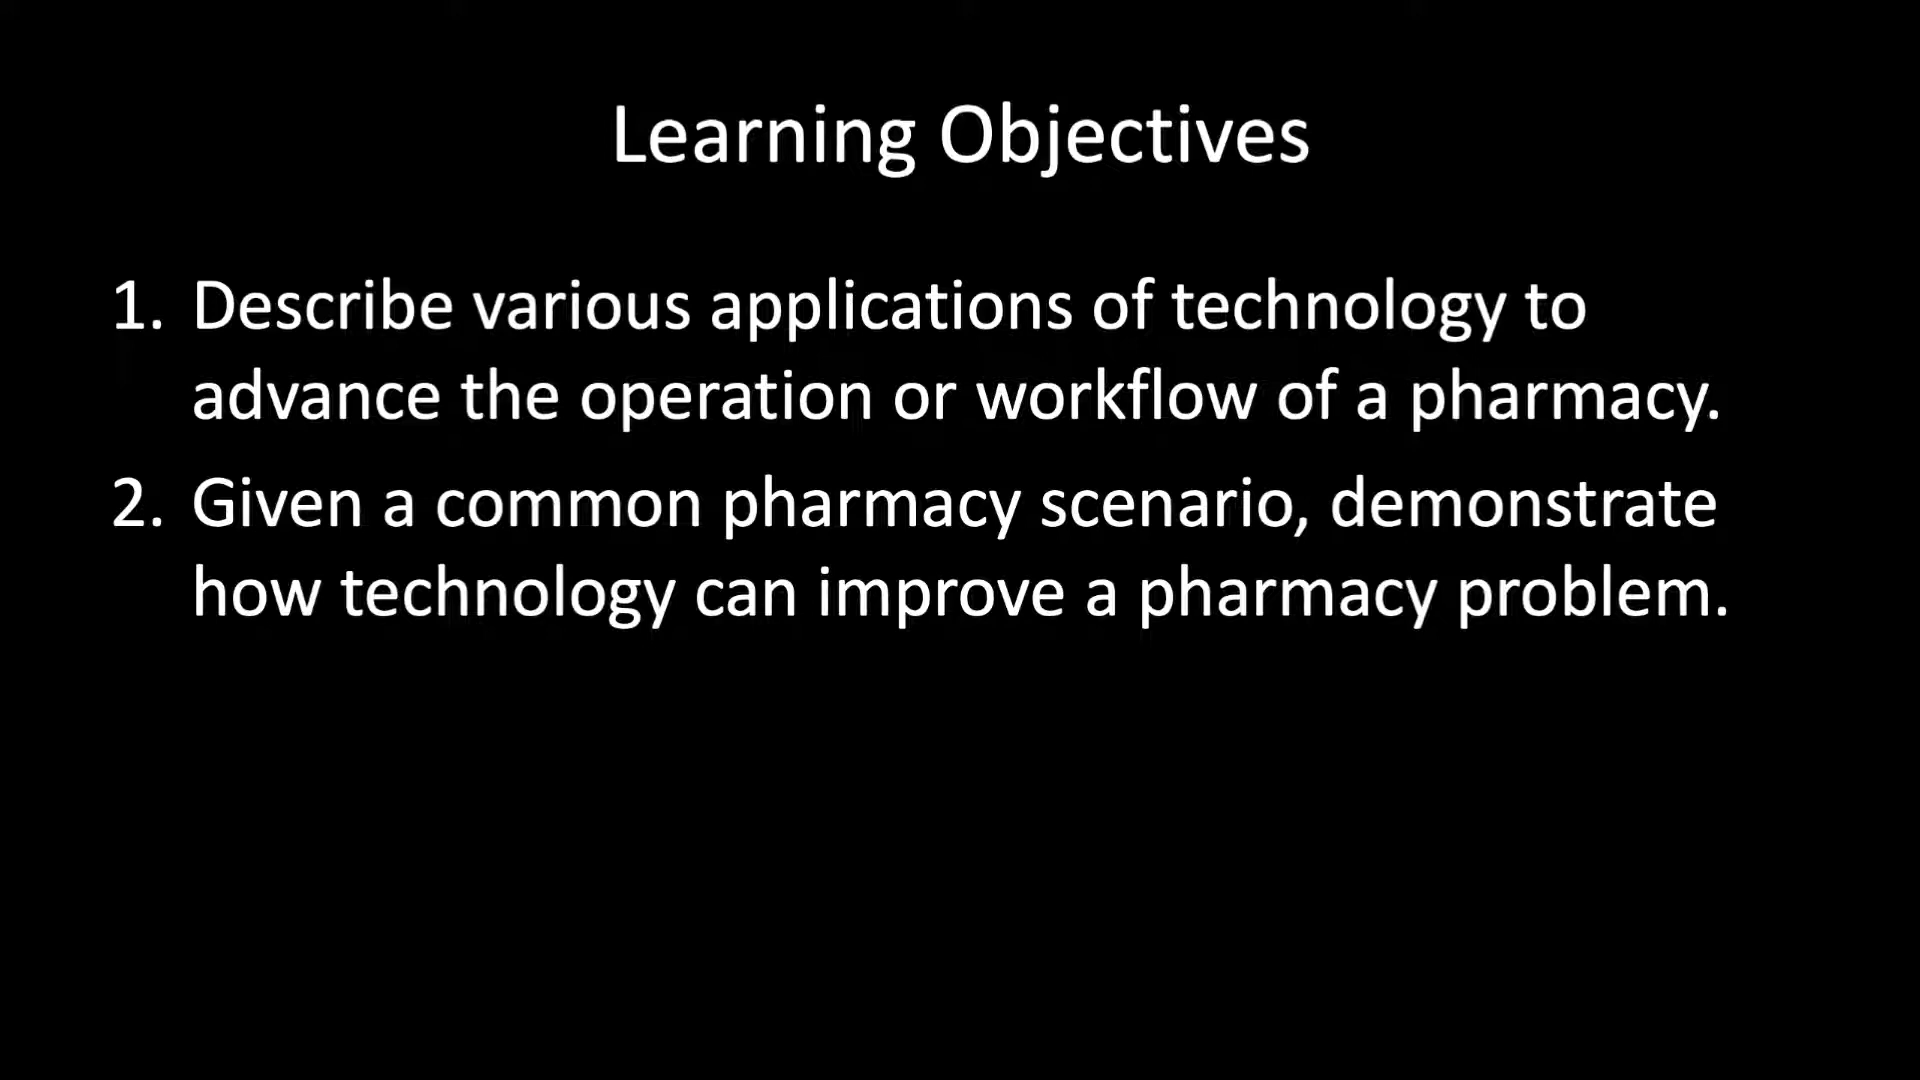 Learning Objectives
1. Describe various applications of technology to
advance the operation or workflow of a pharmacy.
2. Given a common pharmacy scenario, demonstrate
how technology can improve a pharmacy problem.